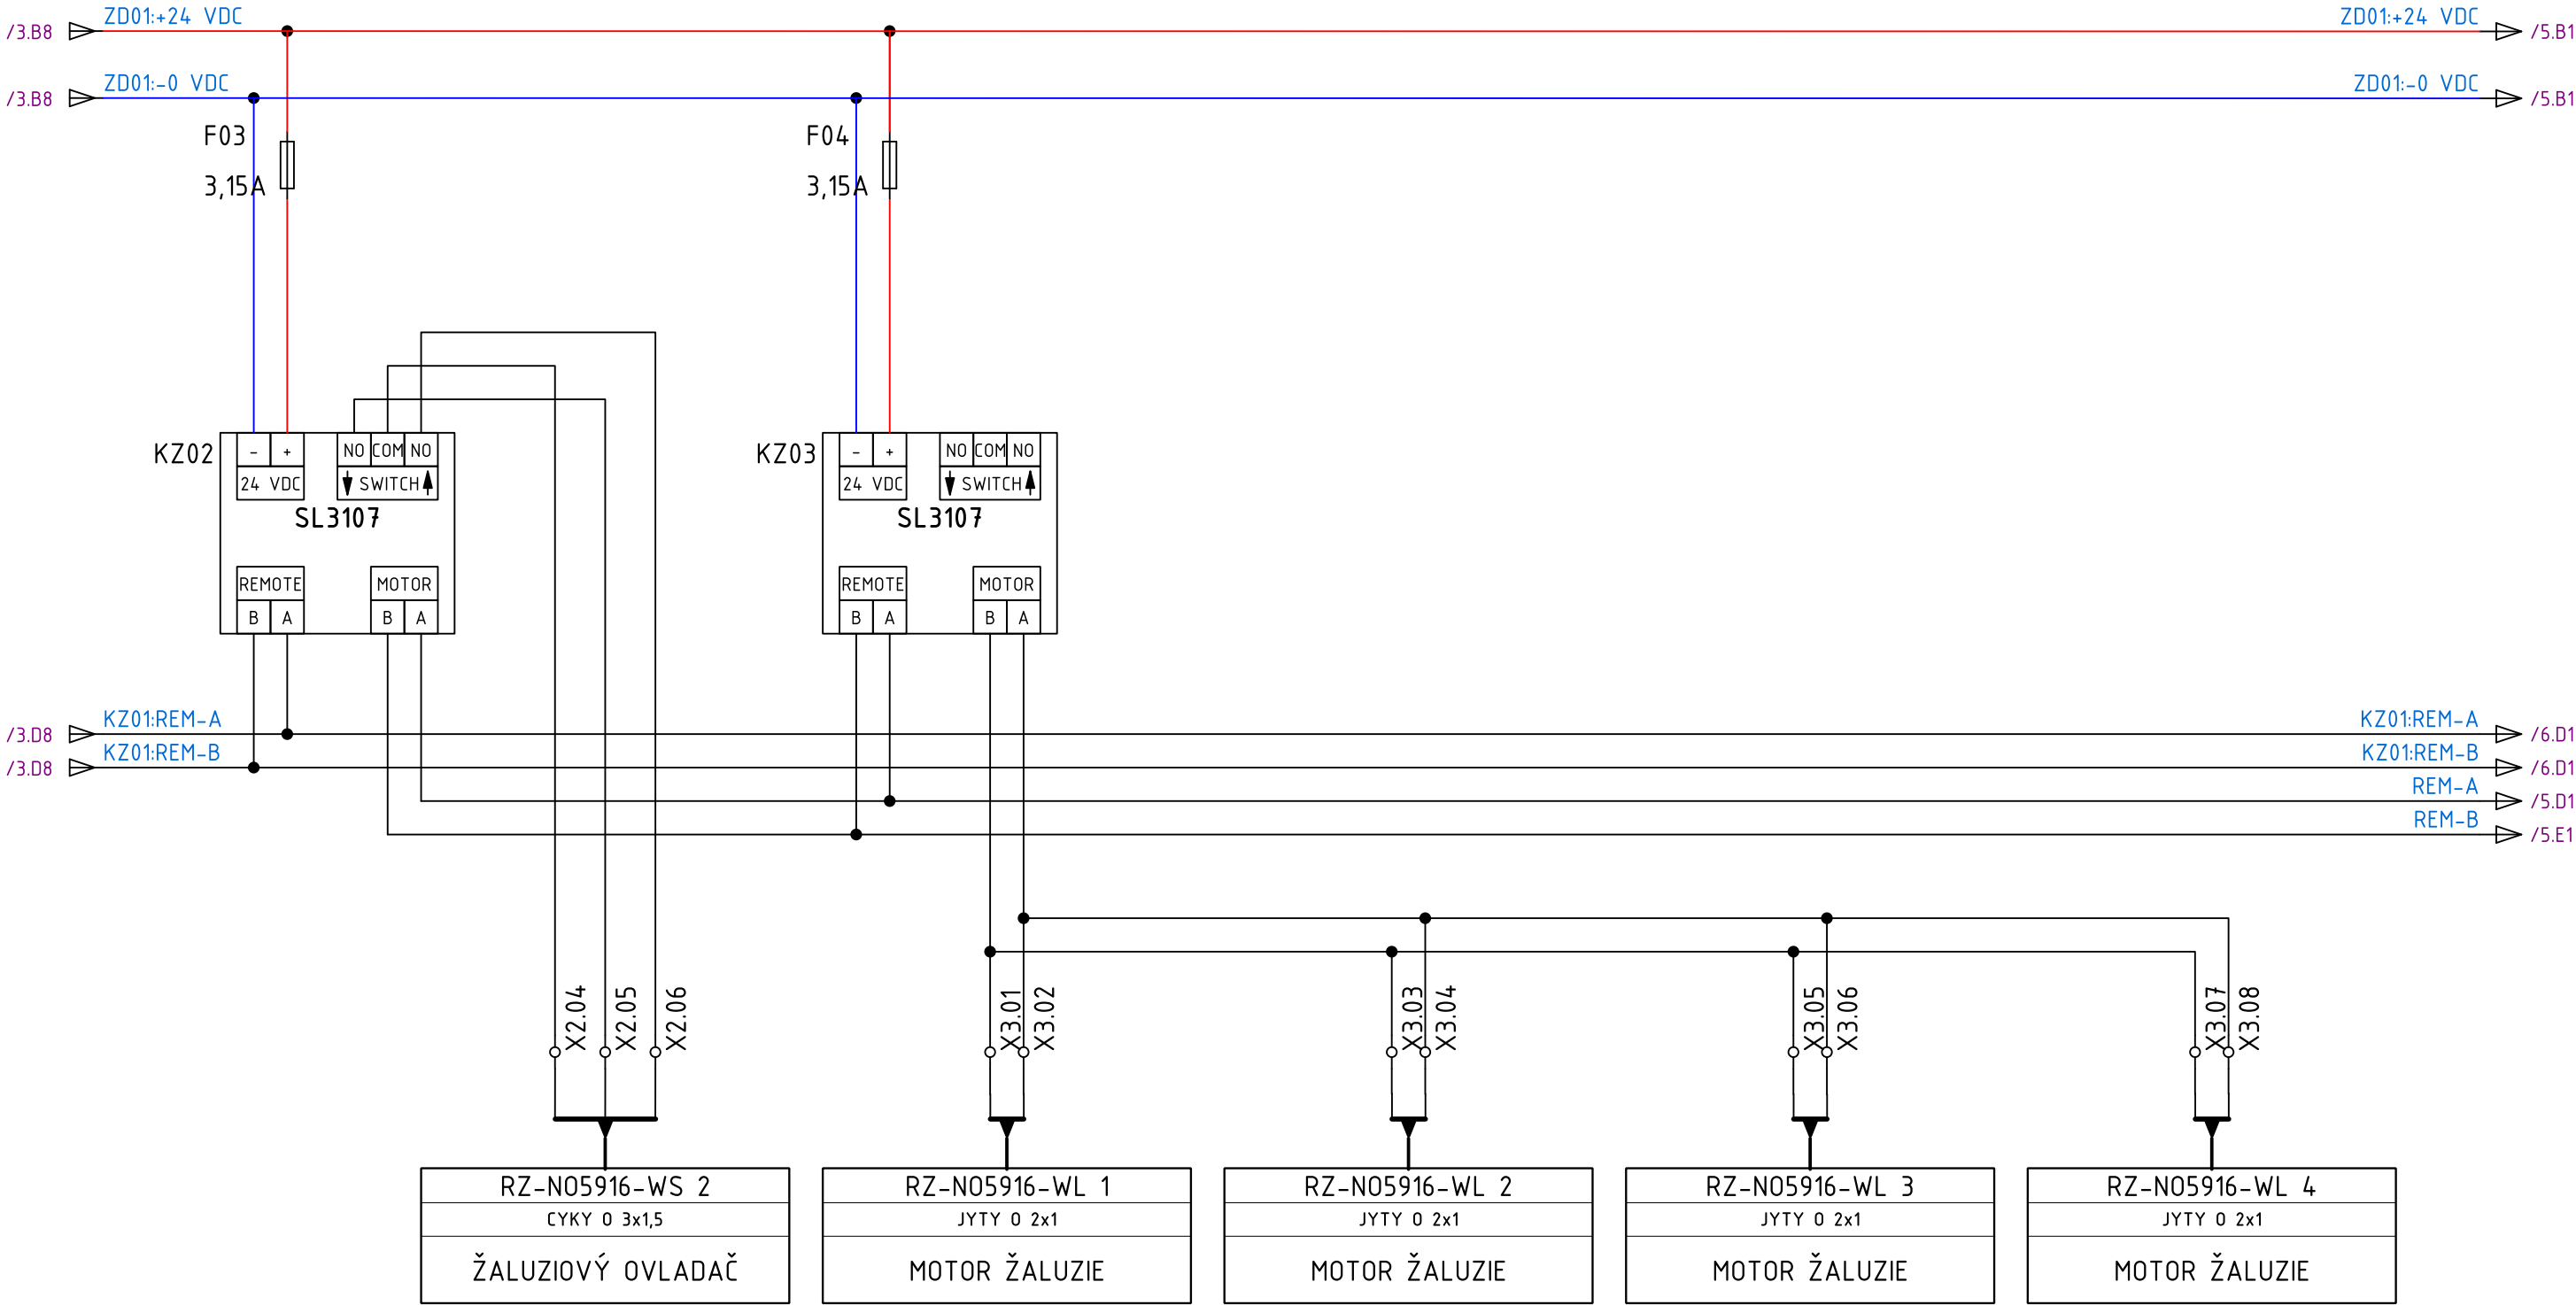 ZD01:+24 VDC
ZD01:+24 VDC
/3.B8
/5.B1
ZD01:-0 VDC
ZD01:-0 VDC
/3.B8
/5.B1
F03
F04
3,15A
3,15A
KZ02
- + NO COM NO
24 VDC SWITCH
SL3107
REMOTE MOTOR
B A B A
KZ03
- + NO COM NO
24 VDC SWITCH
SL3107
REMOTE MOTOR
B A B A
KZ01:REM-A
KZ01:REM-A
/3.D8
/6.D1
KZ01:REM-B
KZ01:REM-B
/3.D8
/6.D1
REM-A
/5.D1
REM-B
/5.E1
X2.04
X2.05
X2.06
X3.01
X3.02
X3.03
X3.04
X3.05
X3.06
X3.07
X3.08
RZ-NO5916-WS 2
CYKY O 3x1,5
ŽALUZIOVÝ OVLADAČ
RZ-NO5916-WL 1
JYTY O 2x1
MOTOR ŽALUZIE
RZ-NO5916-WL 2
JYTY O 2x1
MOTOR ŽALUZIE
RZ-NO5916-WL 3
JYTY O 2x1
MOTOR ŽALUZIE
RZ-NO5916-WL 4
JYTY O 2x1
MOTOR ŽALUZIE